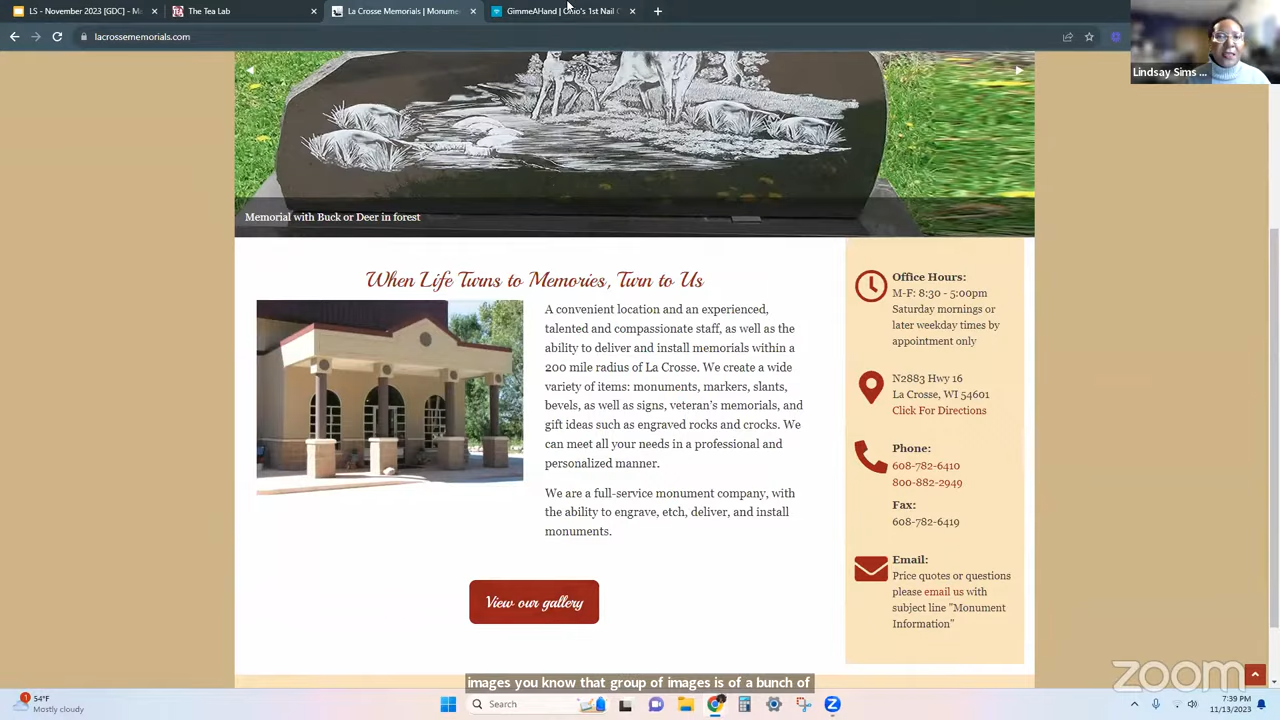 LS - November 2023 [GDC] - M
The Tea Lab
La Crosse Memorials | Monume
GimmeAHand | Ohio's 1st Nail C
lacrossememorials.com
Lindsay Sims ...
Memorial with Buck or Deer in forest
When Life Turns to Memories, Turn to Us
A convenient location and an experienced,
talented and compassionate staff, as well as the
ability to deliver and install memorials within a
200 mile radius of La Crosse. We create a wide
variety of items: monuments, markers, slants,
bevels, as well as signs, veteran's memorials, and
gift ideas such as engraved rocks and crocks. We
can meet all your needs in a professional and
personalized manner.
We are a full-service monument company, with
the ability to engrave, etch, deliver, and install
monuments.
View our gallery
Office Hours:
M-F: 8:30 - 5:00pm
Saturday mornings or
later weekday times by
appointment only
N2883 Hwy 16
La Crosse, WI 54601
Click For Directions
Phone:
608-782-6410
800-882-2949
Fax:
608-782-6419
Email:
Price quotes or questions
please email us with
subject line "Monument
Information"
images you know that group of images is of a bunch of
zoom
1
54°F
Mostly cloudy
Search
7:39 PM
11/13/2023